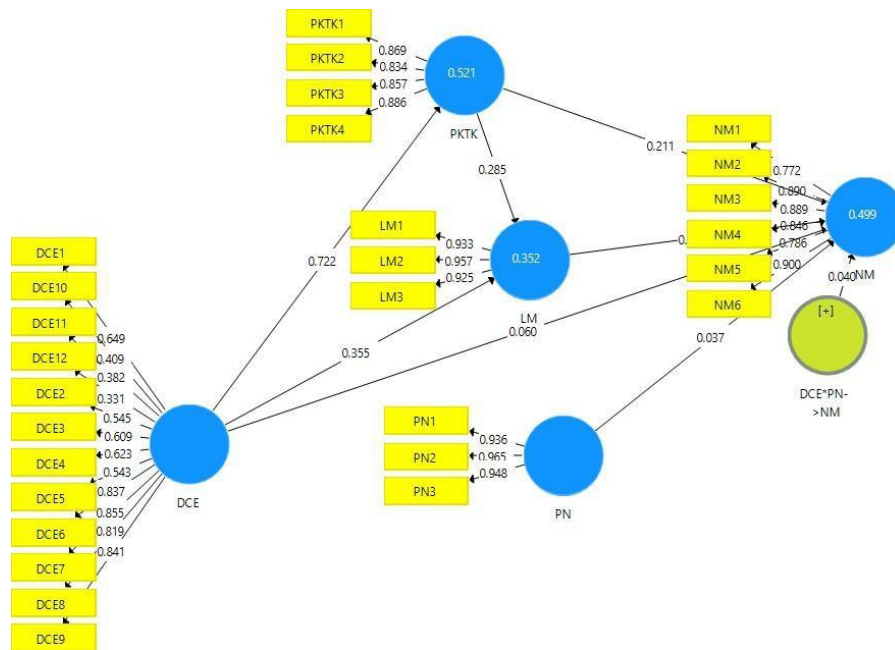 PKTK1
PKTK2
PKTK3
PKTK4
0.869
0.834
0.857
0.886
0.521
PKTK
0.285
0.211
0.722
LM1
LM2
LM3
0.933
0.957
0.925
0.352
LM
0.355
0.060
0.037
NM1
NM2
NM3
NM4
NM5
NM6
0.772
0.890
0.889
0.846
0.786
0.900
0.499
NM
0.040
[+]
DCE*PN-
>NM
DCE1
DCE10
DCE11
DCE12
DCE2
DCE3
DCE4
DCE5
DCE6
DCE7
DCE8
DCE9
0.649
0.409
0.382
0.331
0.545
0.609
0.623
0.543
0.837
0.855
0.819
0.841
DCE
PN1
PN2
PN3
0.936
0.965
0.948
PN